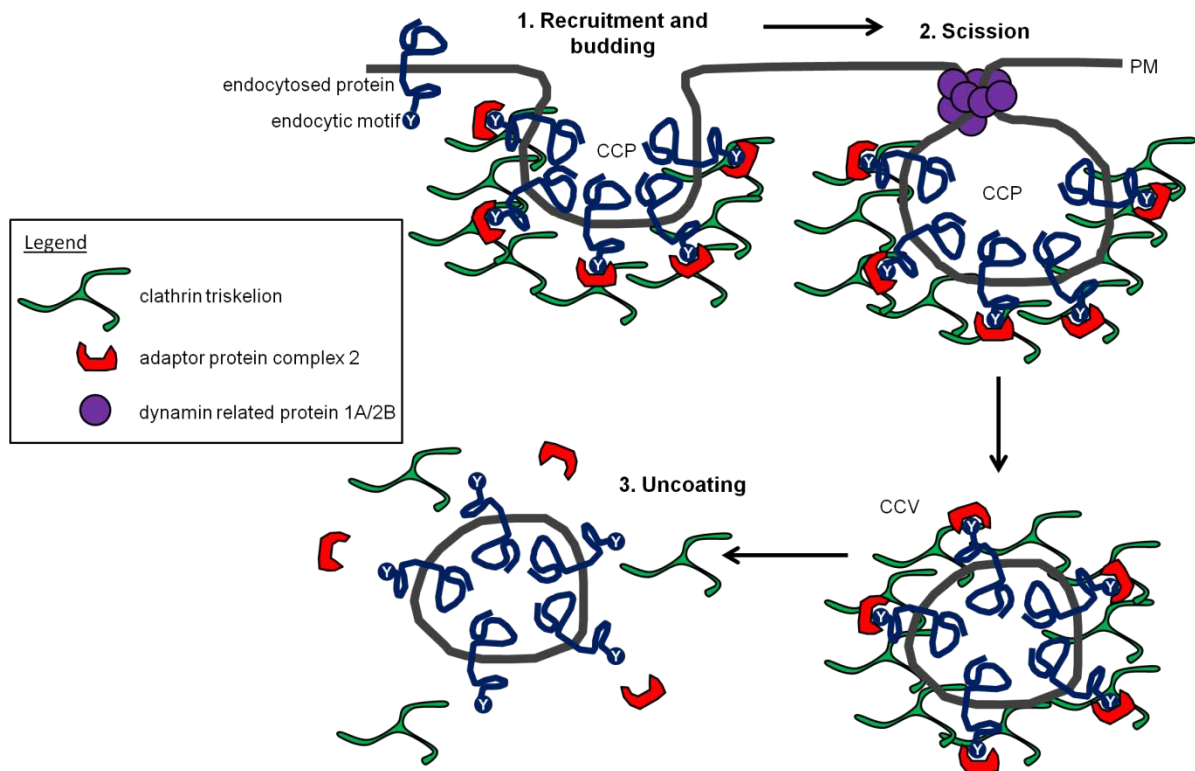 1. Recruitment and
budding
2. Scission
PM
endocytosed protein
endocytic motif
Y
CCP
Y
Y
Y
Y
Y
CCP
Y
Y
Y
Y
Y
Legend
clathrin triskelion
adaptor protein complex 2
dynamin related protein 1A/2B
3. Uncoating
CCV
Y
Y
Y
Y
Y
Y
Y
Y
Y
Y